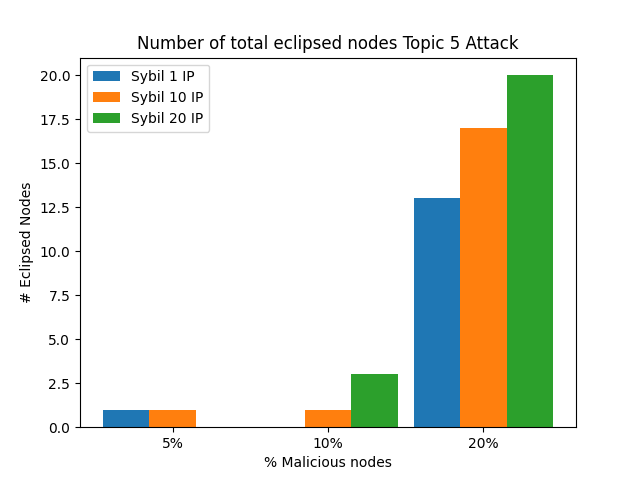 Number of total eclipsed nodes Topic 5 Attack
Sybil 1 IP
Sybil 10 IP
Sybil 20 IP
# Eclipsed Nodes
20.0
17.5
15.0
12.5
10.0
7.5
5.0
2.5
0.0
5% 10% 20%
% Malicious nodes